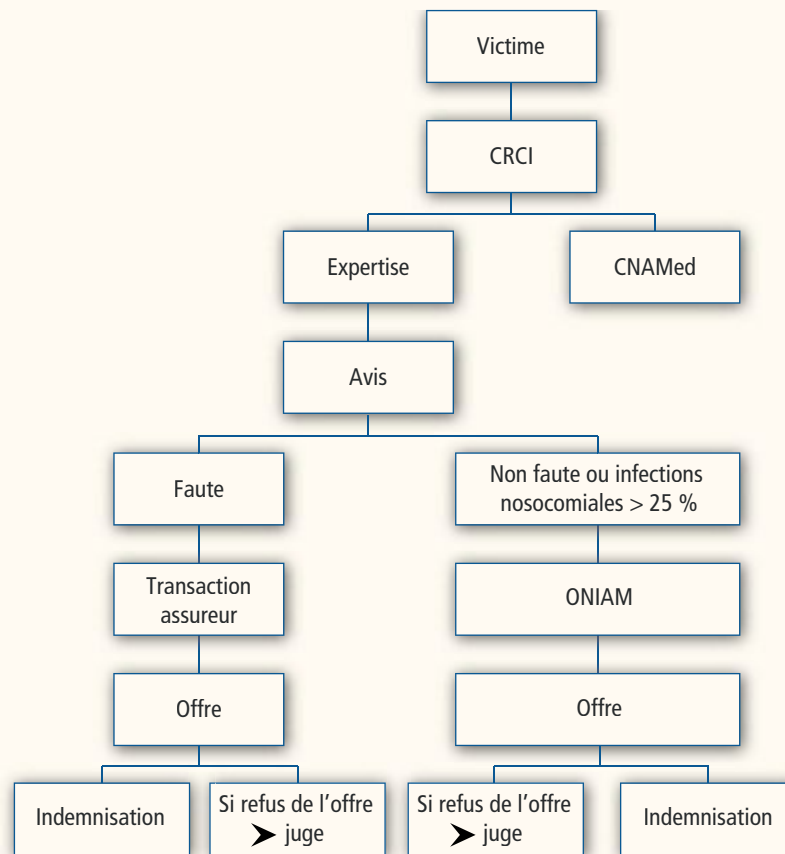 Victime
CRCI
Expertise
CNAMed
Avis
Faute
Non faute ou infections
nosocomiales > 25 %
Transaction
assureur
ONIAM
Offre
Offre
Indemnisation
Si refus de l'offre
➤ juge
Si refus de l'offre
➤ juge
Indemnisation